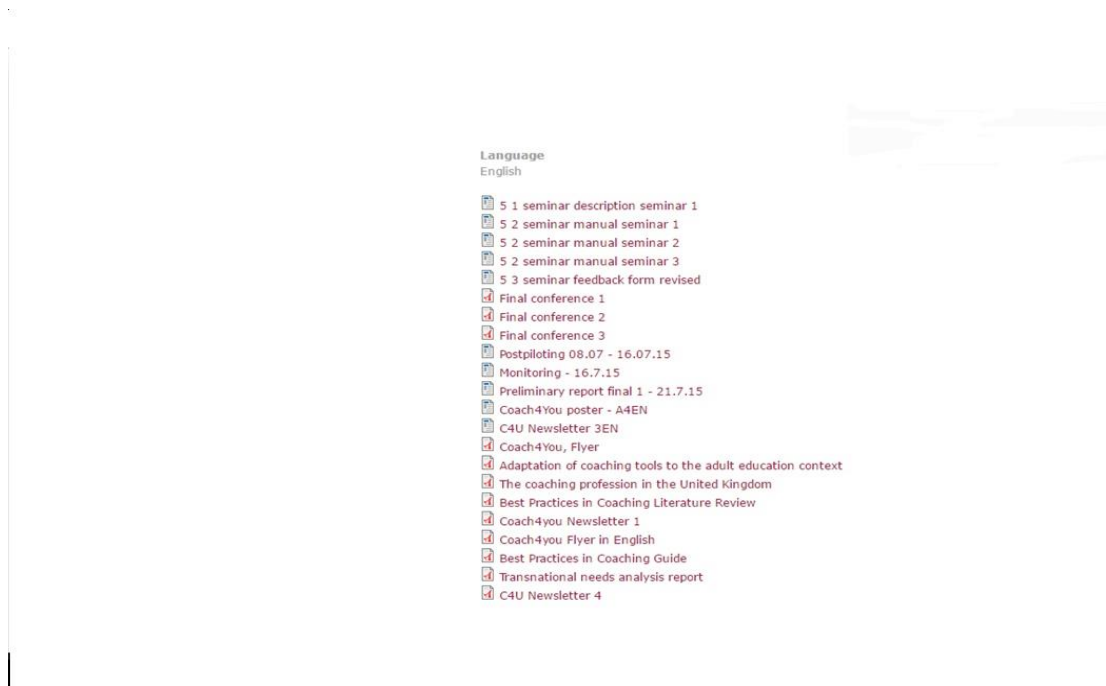 Language
English
5 1 seminar description seminar 1
5 2 seminar manual seminar 1
5 2 seminar manual seminar 2
5 2 seminar manual seminar 3
5 3 seminar feedback form revised
Final conference 1
Final conference 2
Final conference 3
Postpiloting 08.07 - 16.07.15
Monitoring - 16.7.15
Preliminary report final 1 - 21.7.15
Coach4You poster - A4EN
C4U Newsletter 3EN
Coach4You, Flyer
Adaptation of coaching tools to the adult education context
The coaching profession in the United Kingdom
Best Practices in Coaching Literature Review
Coach4you Newsletter 1
Coach4you Flyer in English
Best Practices in Coaching Guide
Transnational needs analysis report
C4U Newsletter 4